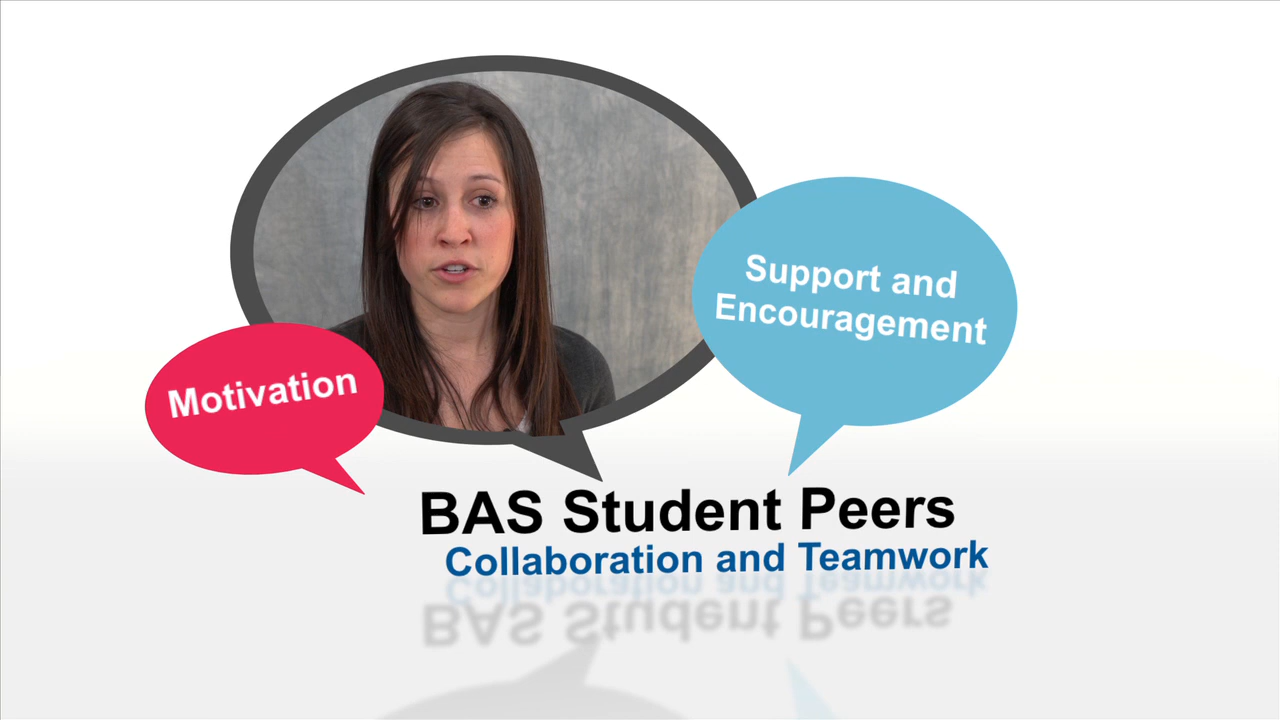 Support and
Encouragement
Motivation
BAS Student Peers
Collaboration and Teamwork